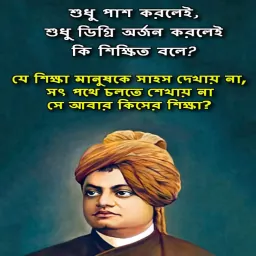 শুধু পাশ করলেই,
শুধু ডিগ্রি অর্জন করলেই
কি শিক্ষিত বলে?
যে শিক্ষা মানুষকে সাহস দেখায় না,
সৎ পথে চলতে শেখায় না
সে আবার কিসের শিক্ষা?